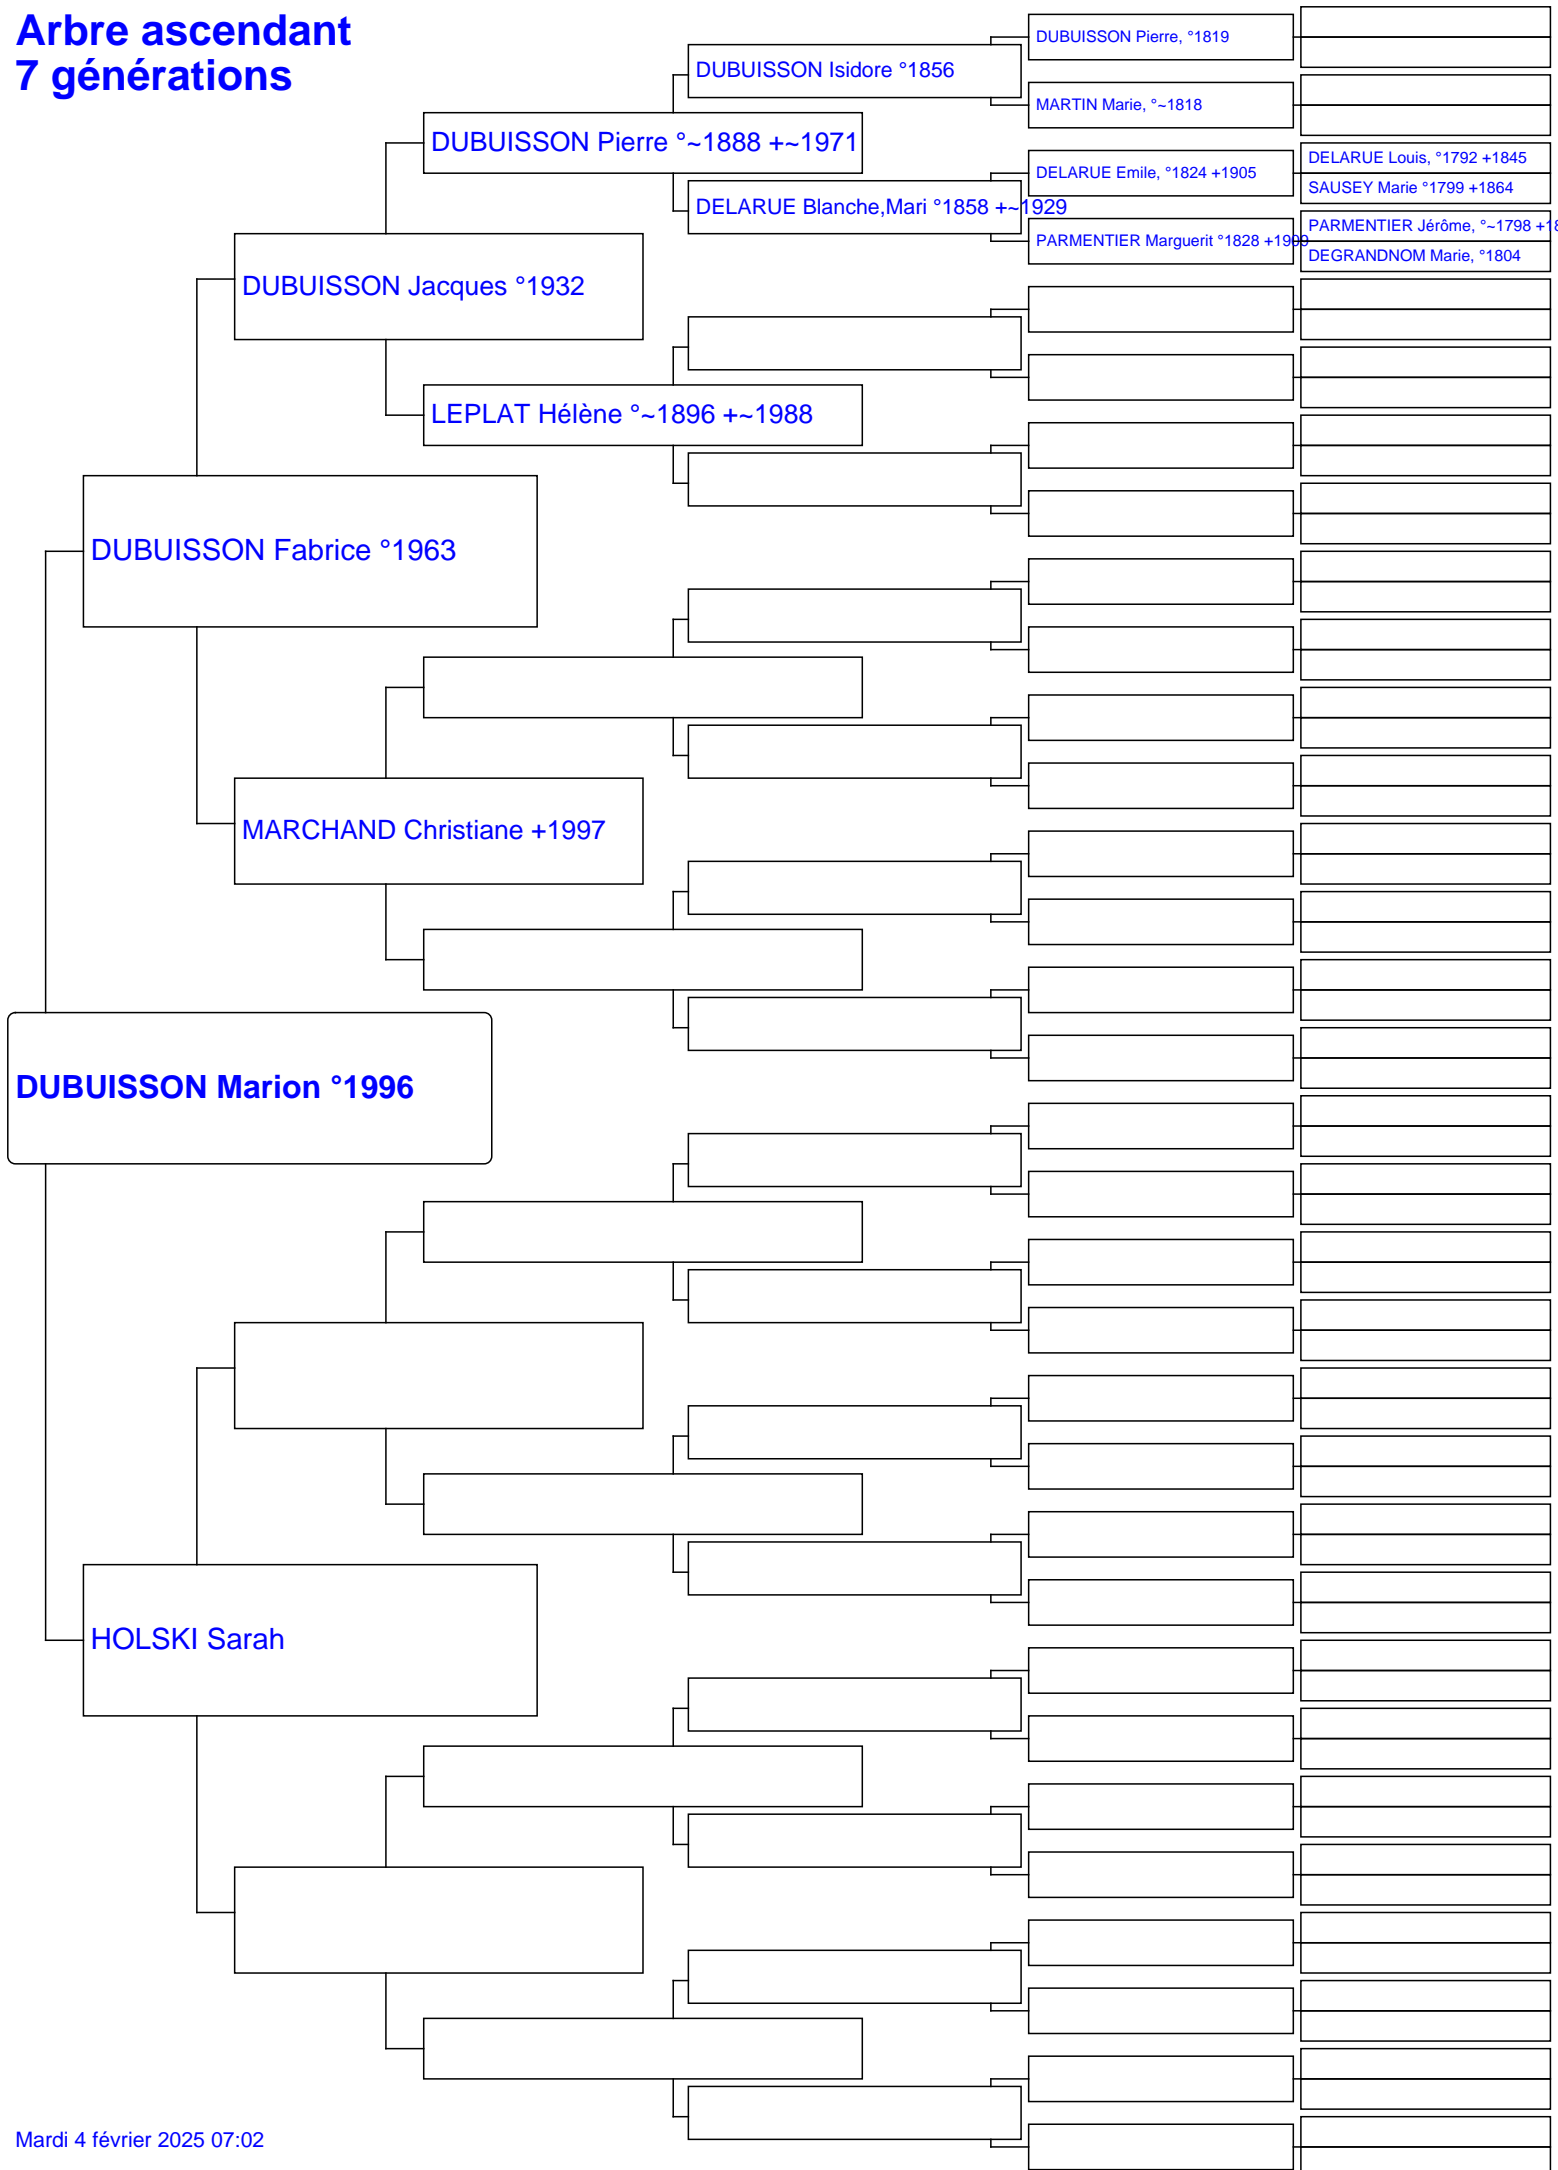 Arbre ascendant
7 générations
DUBUISSON Pierre, °1819
DUBUISSON Isidore °1856
MARTIN Marie, °~1818
DUBUISSON Pierre °~1888 +~1971
DELARUE Louis, °1792 +1845
DELARUE Emile, °1824 +1905
SAUSEY Marie °1799 +1864
DELARUE Blanche,Mari °1858 +~1929
PARMENTIER Jérôme, °~1798
PARMENTIER Marguerit °1828 +1909
DEGRANDNOM Marie, °1804
DUBUISSON Jacques °1932
LEPLAT Hélène °~1896 +~1988
DUBUISSON Fabrice °1963
MARCHAND Christiane +1997
DUBUISSON Marion °1996
HOLSKI Sarah
Mardi 4 février 2025 07:02